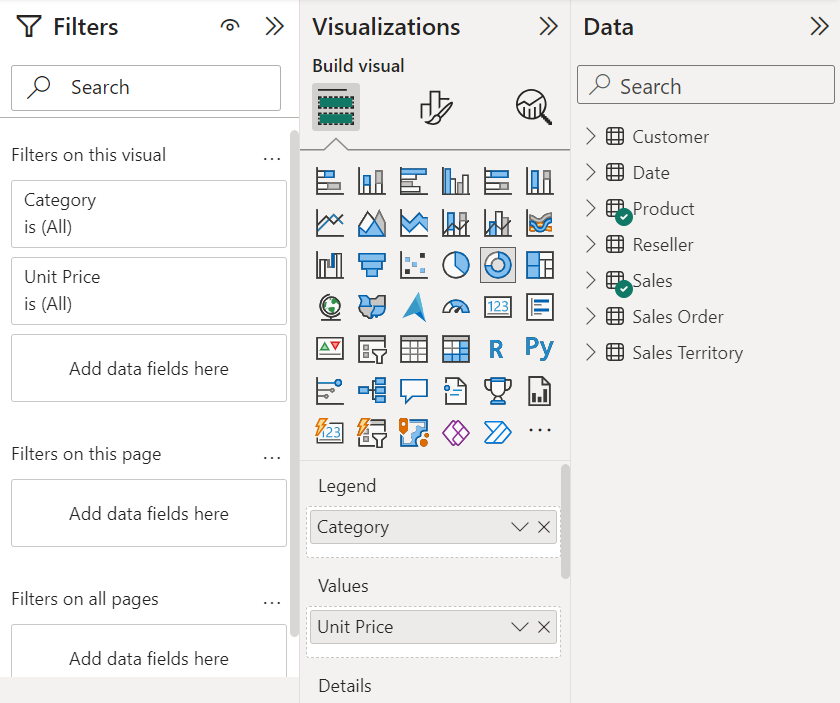 Filters
Search
Filters on this visual
...
Category
is (All)
Unit Price
is (All)
Add data fields here
Filters on this page
...
Add data fields here
Filters on all pages
...
Add data fields here
Visualizations
Build visual
123
R
Py
123
...
Legend
Category
Values
Unit Price
Details
Data
Search
Customer
Date
Product
Reseller
Sales
Sales Order
Sales Territory